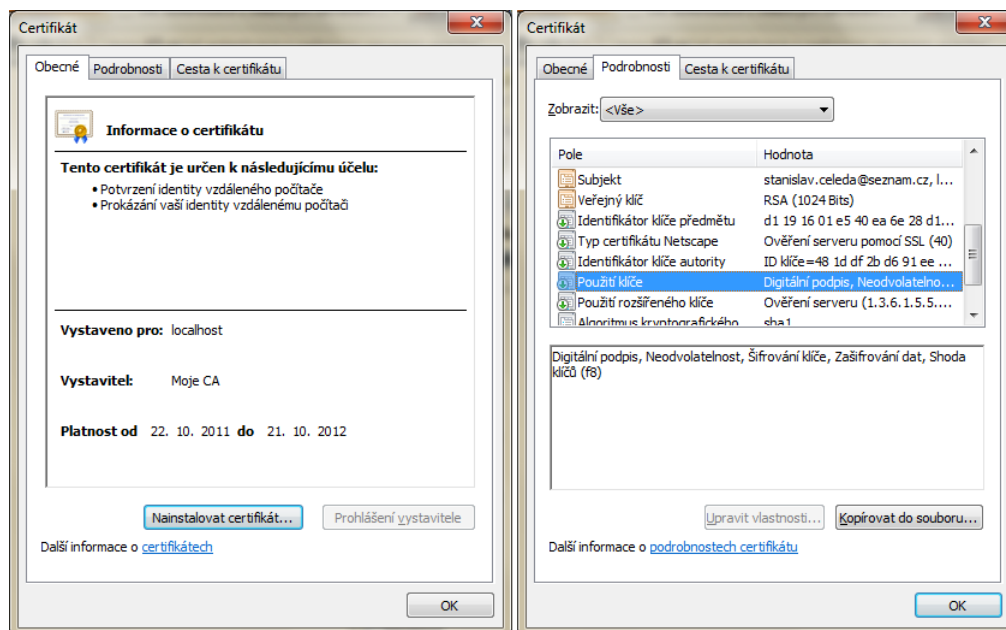 Certifikát
Obecné Podrobnosti Cesta k certifikátu
Informace o certifikátu
Tento certifikát je určen k následujícímu účelu:
• Potvrzení identity vzdáleného počítače
• Prokázání vaší identity vzdálenému počítači
Vystaveno pro: localhost
Vystavitel: Moje CA
Platnost od 22. 10. 2011 do 21. 10. 2012
Nainstalovat certifikát... Prohlášení vystavitele
Další informace o certifikátech
OK
Certifikát
Obecné Podrobnosti Cesta k certifikátu
Zobrazit: <Vše>
Pole Hodnota
Subjekt stanislav.celeda@seznam.cz, l...
Veřejný klíč RSA (1024 Bits)
Identifikátor klíče předmětu d1 19 16 01 e5 40 ea 6e 28 d1...
Typ certifikátu Netscape Ověření serveru pomocí SSL (40)
Identifikátor klíče autority ID klíče=48 1d df 2b d6 91 ee ...
Použití klíče Digitální podpis, Neodvolatelno...
Použití rozšířeného klíče Ověření serveru (1.3.6.1.5.5....
Algoritmus kryptografického sha1
Digitální podpis, Neodvolatelnost, Šifrování klíče, Zašifrování dat, Shoda
klíčů (f8)
Upravit vlastnosti... Kopírovat do souboru...
Další informace o podrobnostech certifikátu
OK